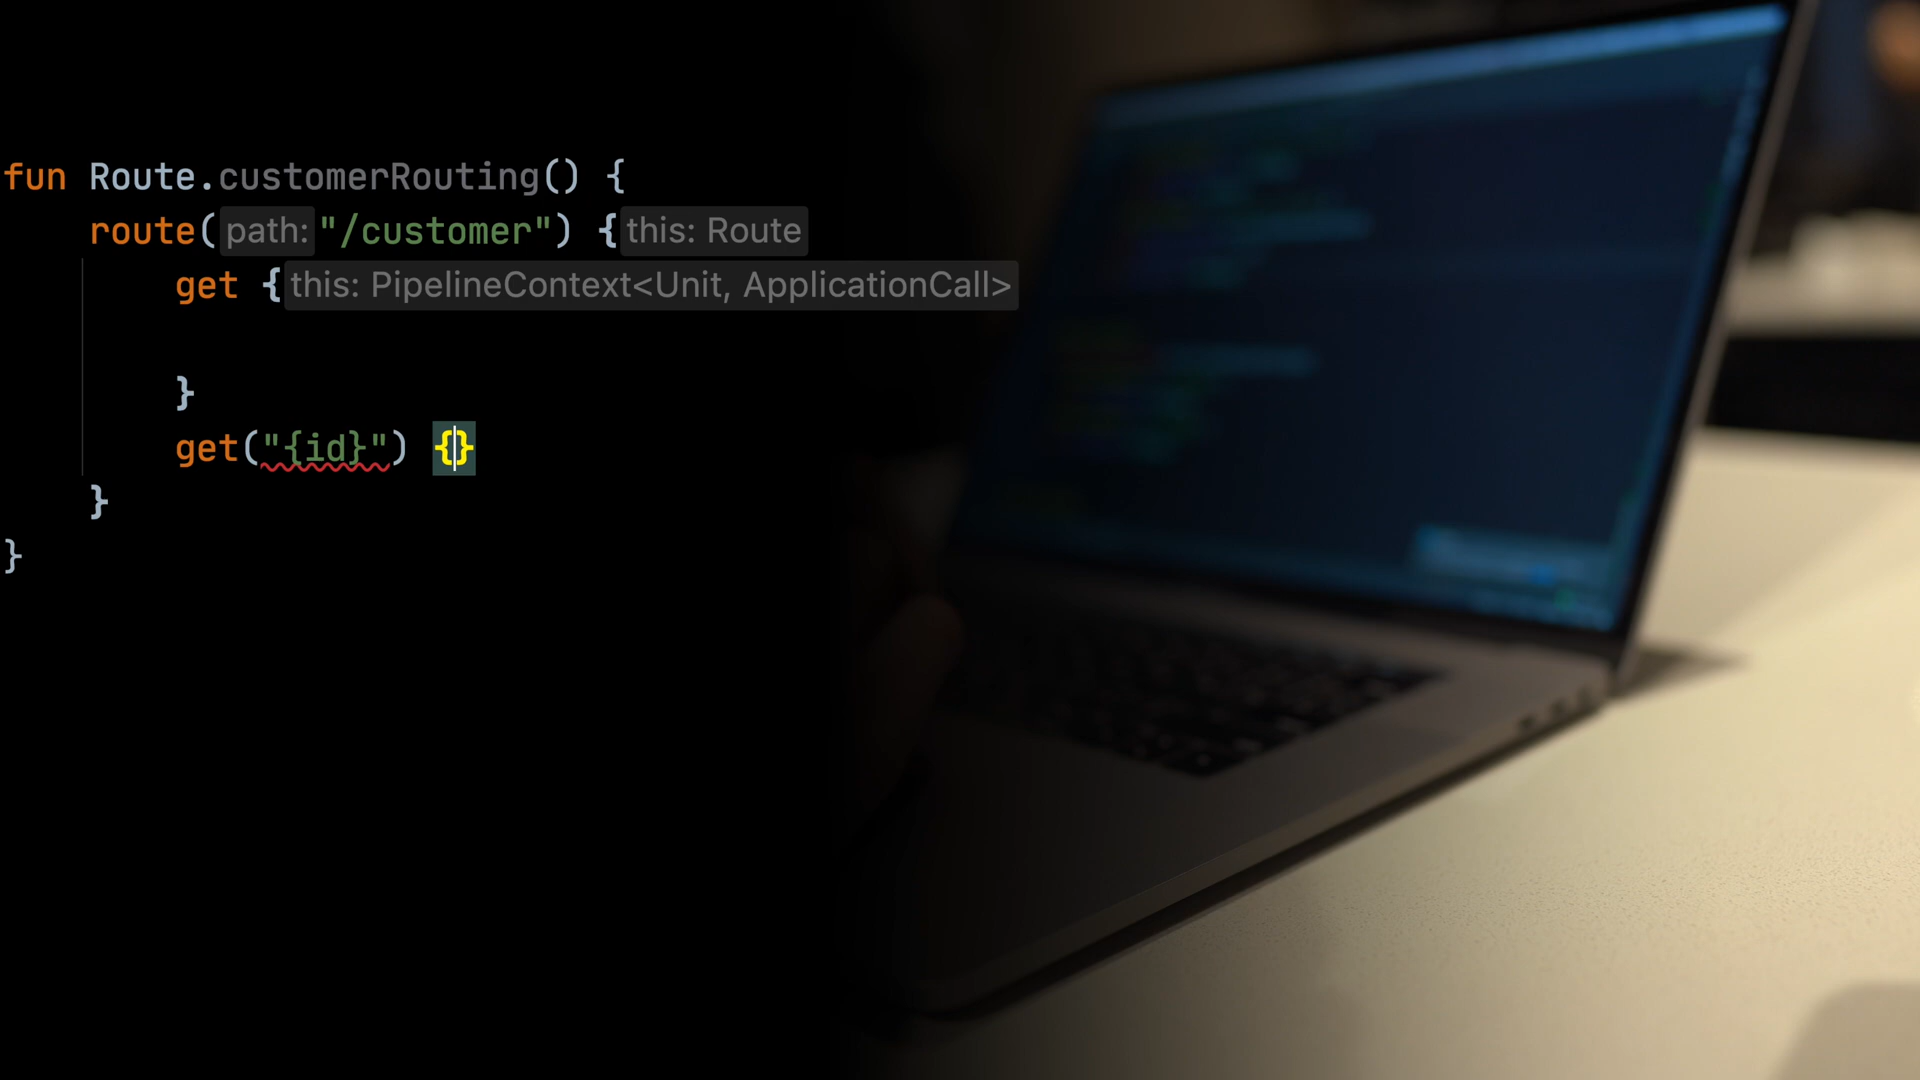 fun Route.customerRouting() {
route( path: "/customer") { this: Route
get { this: PipelineContext<Unit, ApplicationCall>
}
get("{id}") {}
}
}